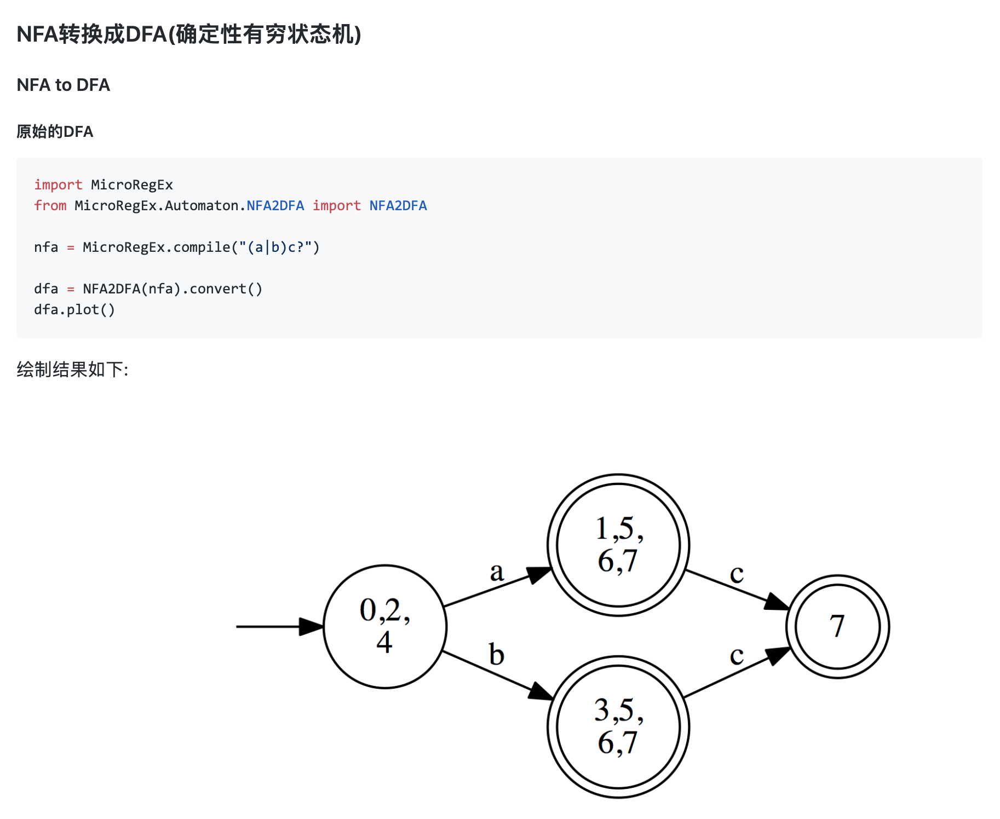 NFA转换成DFA(确定性有穷状态机)
NFA to DFA
原始的DFA
import MicroRegEx
from MicroRegEx.Automaton.NFA2DFA import NFA2DFA
nfa = MicroRegEx.compile("(a|b)c?")
dfa = NFA2DFA(nfa).convert()
dfa.plot()
绘制结果如下:
0,2,
4
a
b
1,5,
6,7
3,5,
6,7
c
c
7